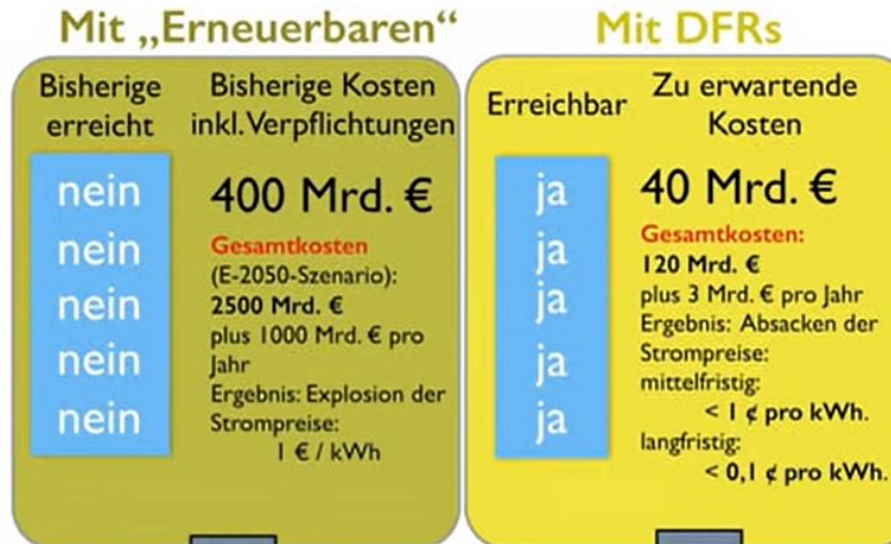 Mit „Erneuerbaren“
Bisherige
erreicht
Bisherige Kosten
inkl. Verpflichtungen
nein
nein
nein
nein
nein
400 Mrd. €
Gesamtkosten
(E-2050-Szenario):
2500 Mrd. €
plus 1000 Mrd. € pro
Jahr
Ergebnis: Explosion der
Strompreise:
1 € / kWh
Mit DFRs
Erreichbar
Zu erwartende
Kosten
ja
ja
ja
ja
ja
40 Mrd. €
Gesamtkosten:
120 Mrd. €
plus 3 Mrd. € pro Jahr
Ergebnis: Absacken der
Strompreise:
mittelfristig:
< 1 ¢ pro kWh.
langfristig:
< 0,1 ¢ pro kWh.